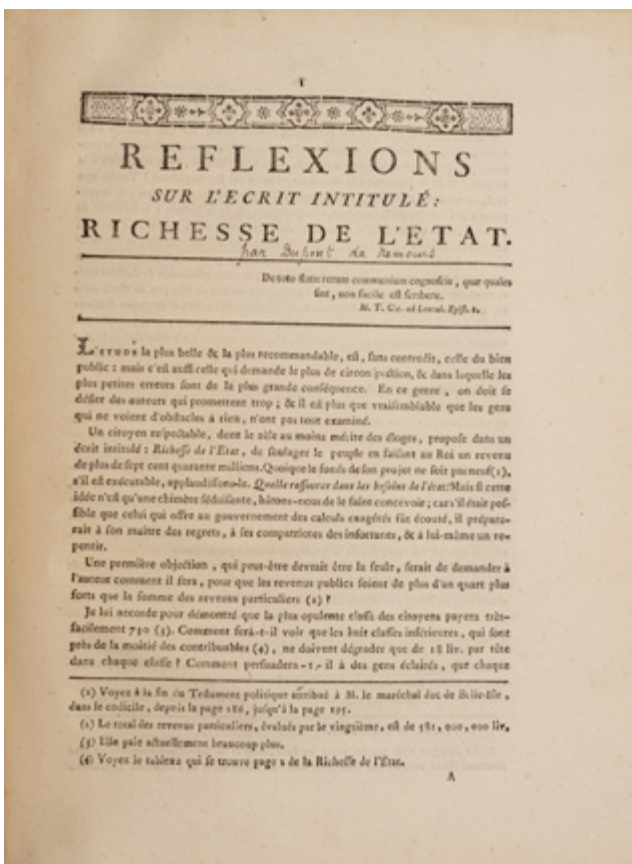 1
REFLEXIONS
SUR L'ECRIT INTITULÉ:
RICHESSE DE L'ETAT.
par Dupont de Nemours
De toto statu rerum communium cognosces, quæ quales
sint, non facile est scribere.
M. T. Cic. ad Epist.
L'ETUDE la plus belle & la plus recommandable, est, sans contredit, celle du bien
public : mais c'est aussi celle qui demande le plus de circonspection, & dans laquelle les
plus petites erreurs sont de la plus grande conséquence. En ce genre, on doit se
défier des auteurs qui promettent trop ; & il est plus que vraisemblable que les gens
qui ne voient d'obstacles à rien, n'ont pas tout examiné.
Un citoyen respectable, dont le zèle au moins mérite des éloges, propose dans un
écrit intitulé : Richesse de l'Etat, de soulager le peuple en faisant au Roi un revenu
de plus de sept cent quarante millions. Quoique le fonds de son projet ne soit pas neuf(1),
s'il est exécutable, applaudissons-le. Quelle ressource dans les besoins de l'état! Mais si cette
idée n'est qu'une chimère séduisante, hâtons-nous de le faire concevoir ; car s'il était pos-
sible que celui qui offre au gouvernement des calculs exagérés fût écouté, il prépare-
rait à son maître des regrets, à ses compatriotes des infortunes, & à lui-même un re-
pentir.
Une première objection, qui peut-être devrait être la seule, serait de demander à
l'auteur comment il fera, pour que les revenus publics soient de plus d'un quart plus
forts que la somme des revenus particuliers (2) ?
Je lui accorde pour démontré que la plus opulente classe des citoyens payera très-
facilement 730 (3). Comment fera-t-il voir que les huit classes inférieures, qui sont
près de la moitié des contribuables (4), ne doivent dégrader que de 18 liv. par tête
dans chaque classe ? Comment persuadera-t-il à des gens éclairés, que chaque
(1) Voyez à la fin du Testament politique attribué à M. le maréchal duc de Belle-Isle,
dans le codicile, depuis la page 186, jusqu'à la page 195.
(2) Le total des revenus particuliers, évalués par le vingtième, est de 581,000,000 liv.
(3) Elle paie actuellement beaucoup plus.
(4) Voyez le tableau qui se trouve page 2 de la Richesse de l'Etat.
A